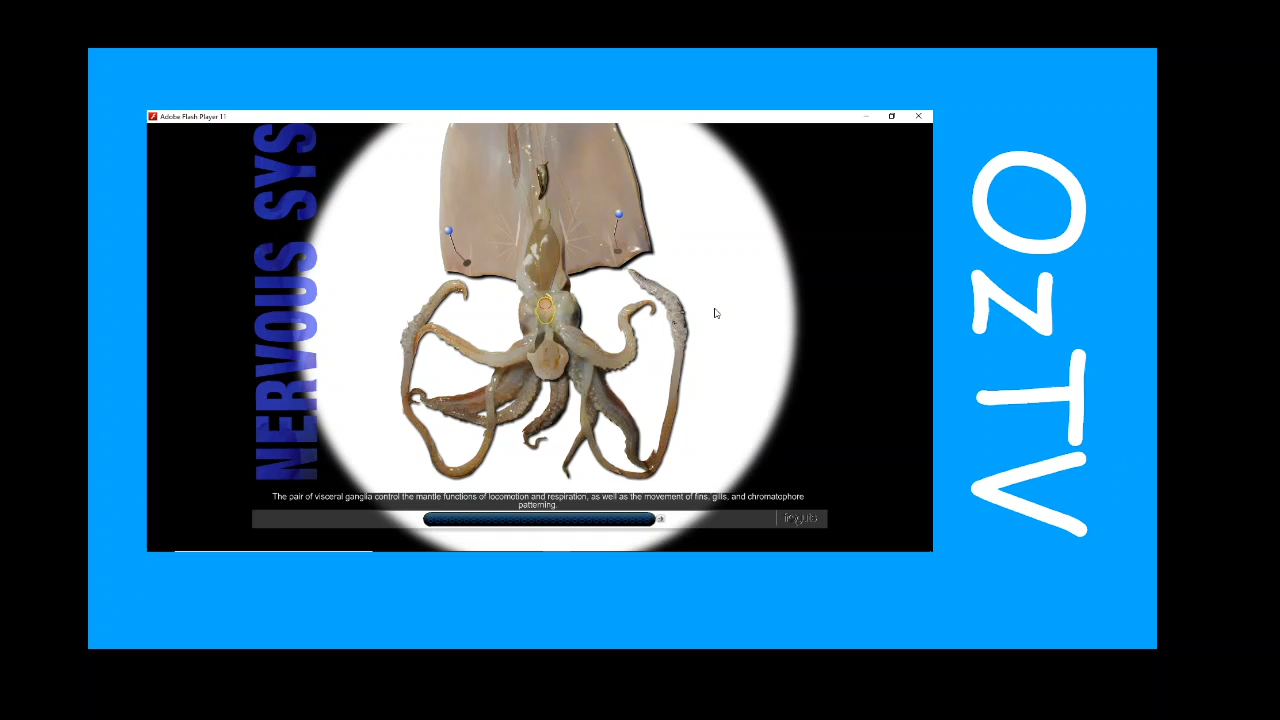 Adobe Flash Player 11
NERVOUS SYS
The pair of visceral ganglia control the mantle functions of locomotion and respiration, as well as the movement of fins, gills, and chromatophore
patterning.
froguts
OzTV